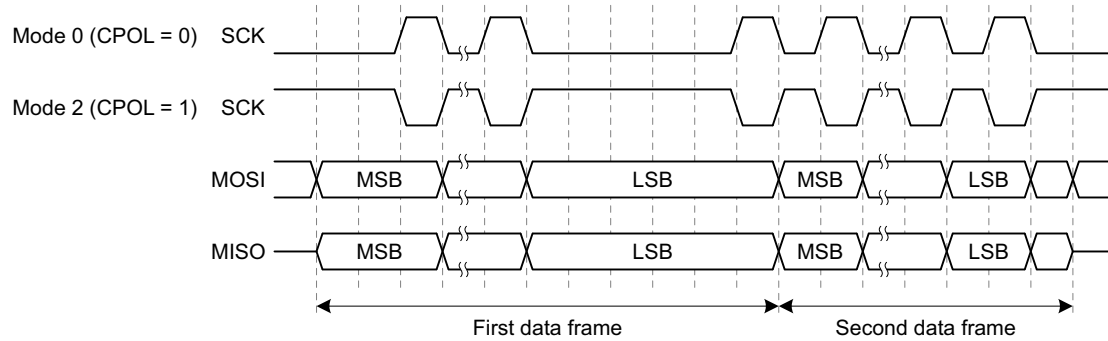 Mode 0 (CPOL = 0) SCK
Mode 2 (CPOL = 1) SCK
MOSI MSB LSB MSB LSB
MISO MSB LSB MSB LSB
First data frame Second data frame